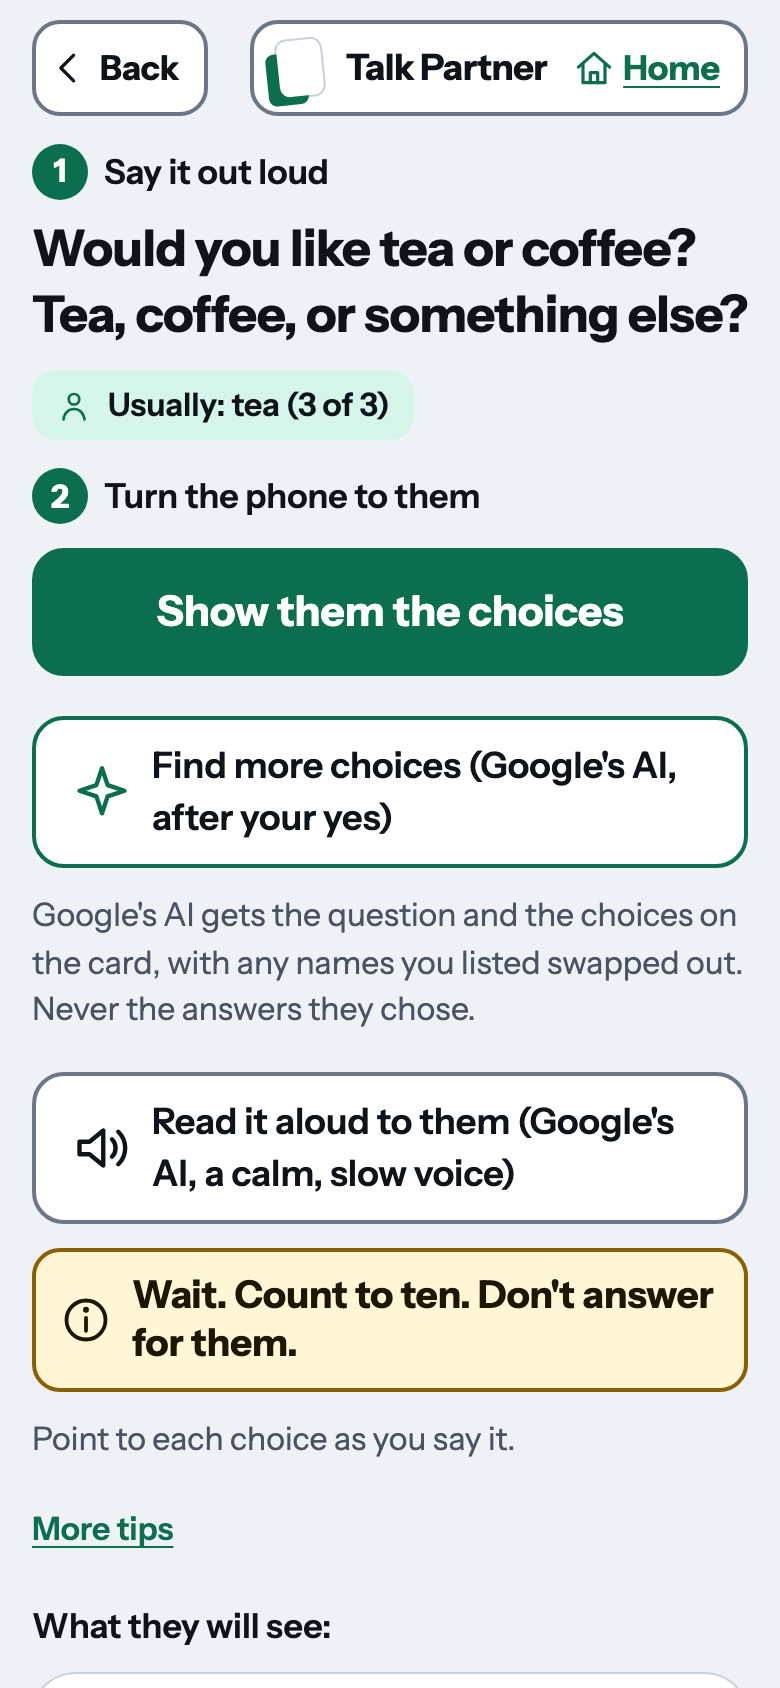 Back
Talk Partner
Home
1 Say it out loud
Would you like tea or coffee?
Tea, coffee, or something else?
Usually: tea (3 of 3)
2 Turn the phone to them
Show them the choices
Find more choices (Google's AI,
after your yes)
Google's AI gets the question and the choices on
the card, with any names you listed swapped out.
Never the answers they chose.
Read it aloud to them (Google's
AI, a calm, slow voice)
Wait. Count to ten. Don't answer
for them.
Point to each choice as you say it.
More tips
What they will see: